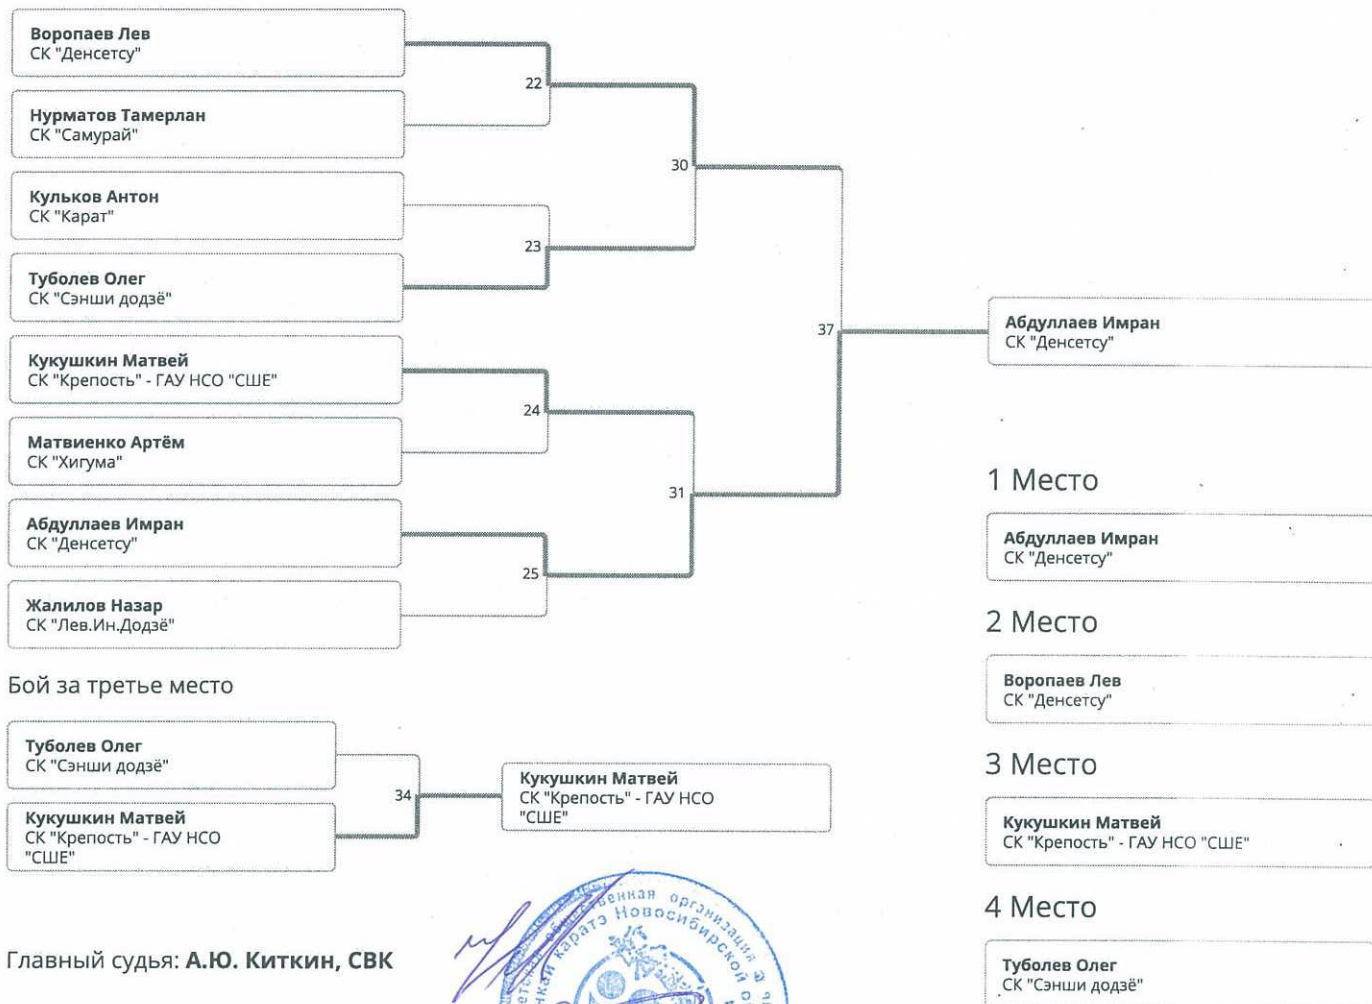 Воропаев Лев
СК "Денсетсу"
Нурматов Тамерлан
СК "Самурай"
Кульков Антон
СК "Карат"
Туболев Олег
СК "Сэнши додзё"
Кукушкин Матвей
СК "Крепость" - ГАУ НСО "СШЕ"
Матвиенко Артём
СК "Хигума"
Абдуллаев Имран
СК "Денсетсу"
Жалилов Назар
СК "Лев.Ин.Додзё"
22
23
24
25
30
31
37
Абдуллаев Имран
СК "Денсетсу"
1 Место
Абдуллаев Имран
СК "Денсетсу"
2 Место
Воропаев Лев
СК "Денсетсу"
3 Место
Кукушкин Матвей
СК "Крепость" - ГАУ НСО "СШЕ"
4 Место
Туболев Олег
СК "Сэнши додзё"
Бой за третье место
Туболев Олег
СК "Сэнши додзё"
Кукушкин Матвей
СК "Крепость" - ГАУ НСО
"СШЕ"
34
Кукушкин Матвей
СК "Крепость" - ГАУ НСО
"СШЕ"
Главный судья: А.Ю. Киткин, СВК
организация
каратэ Новосибирской